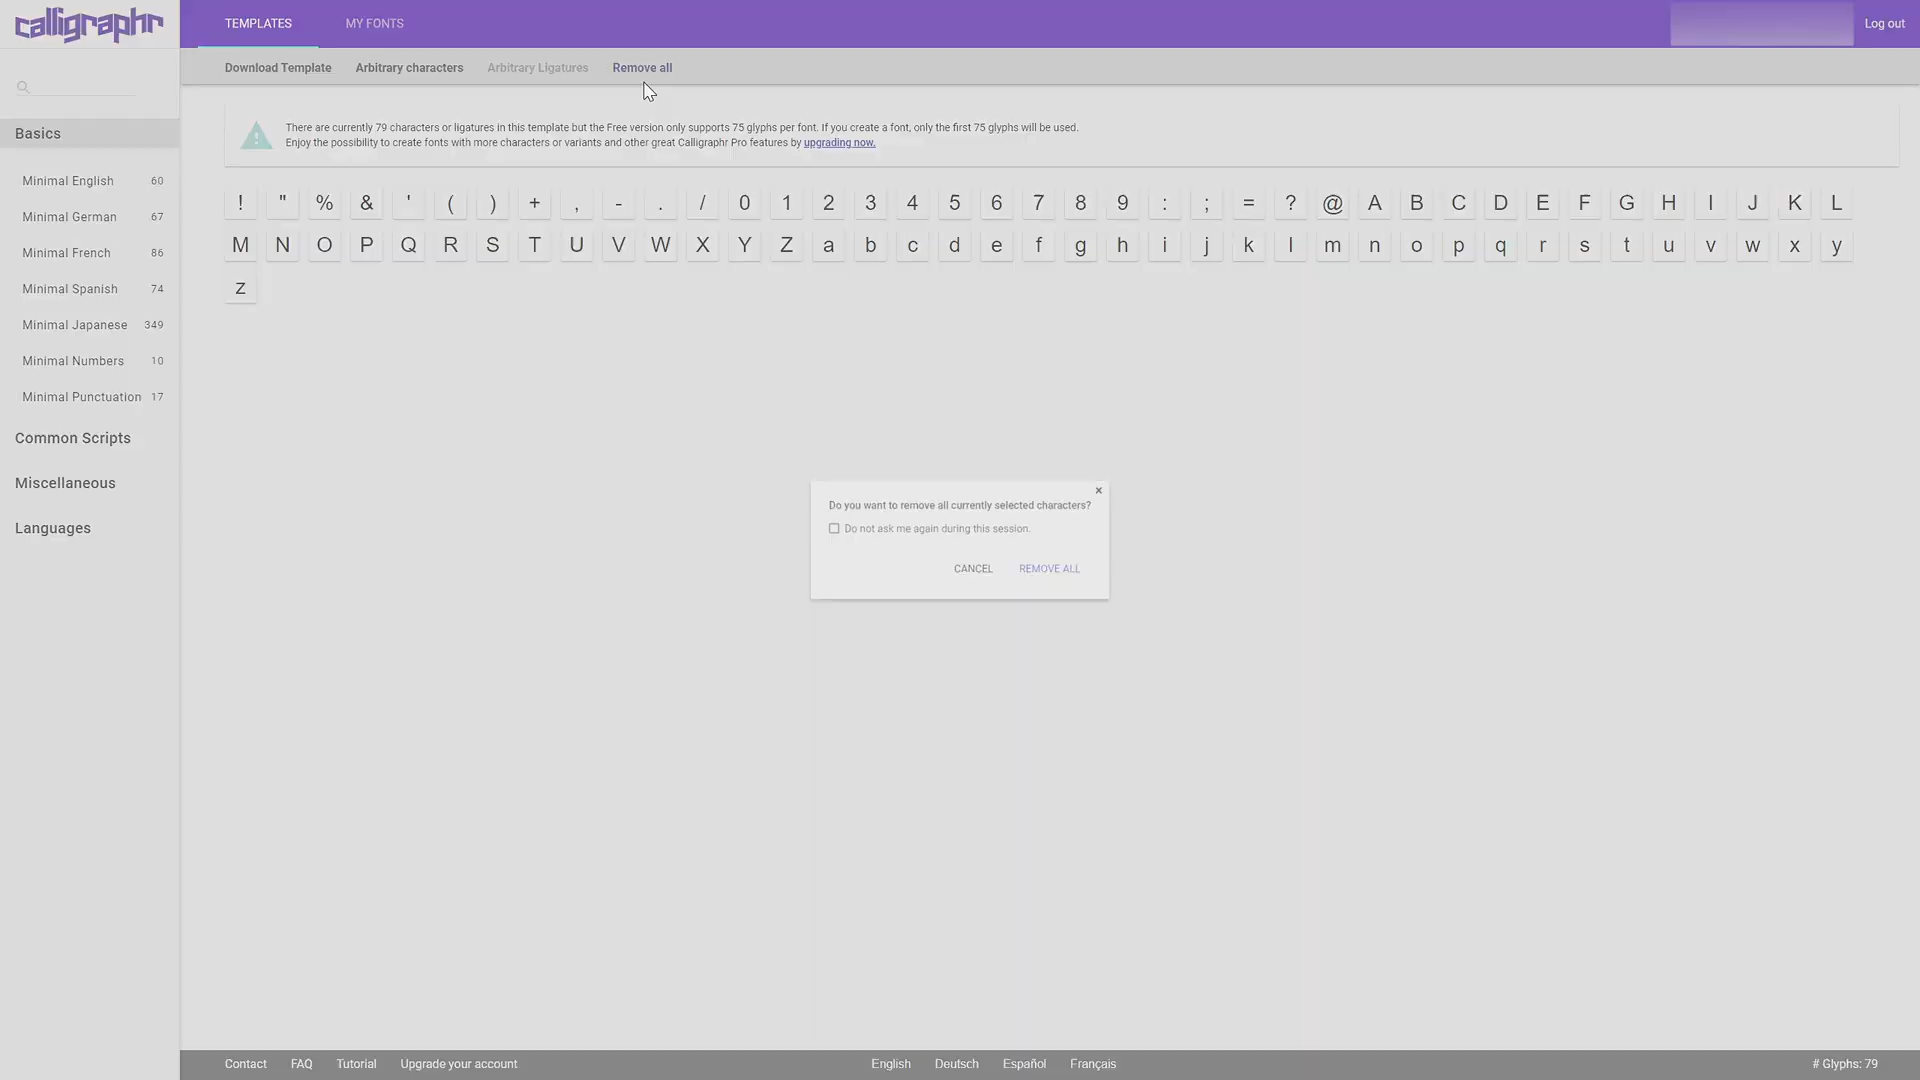 calligraphr
TEMPLATES
MY FONTS
Log out
Download Template
Arbitrary characters
Arbitrary Ligatures
Remove all
Basics
Minimal English 60
Minimal German 67
Minimal French 86
Minimal Spanish 74
Minimal Japanese 349
Minimal Numbers 10
Minimal Punctuation 17
Common Scripts
Miscellaneous
Languages
There are currently 79 characters or ligatures in this template but the Free version only supports 75 glyphs per font. If you create a font, only the first 75 glyphs will be used.
Enjoy the possibility to create fonts with more characters or variants and other great Calligraphr Pro features by upgrading now.
! " % & ' ( ) + , - . / 0 1 2 3 4 5 6 7 8 9 : ; = ? @ A B C D E F G H I J K L
M N O P Q R S T U V W X Y Z a b c d e f g h i j k l m n o p q r s t u v w x y
z
Do you want to remove all currently selected characters?
Do not ask me again during this session.
CANCEL
REMOVE ALL
Contact
FAQ
Tutorial
Upgrade your account
English
Deutsch
Español
Français
# Glyphs: 79